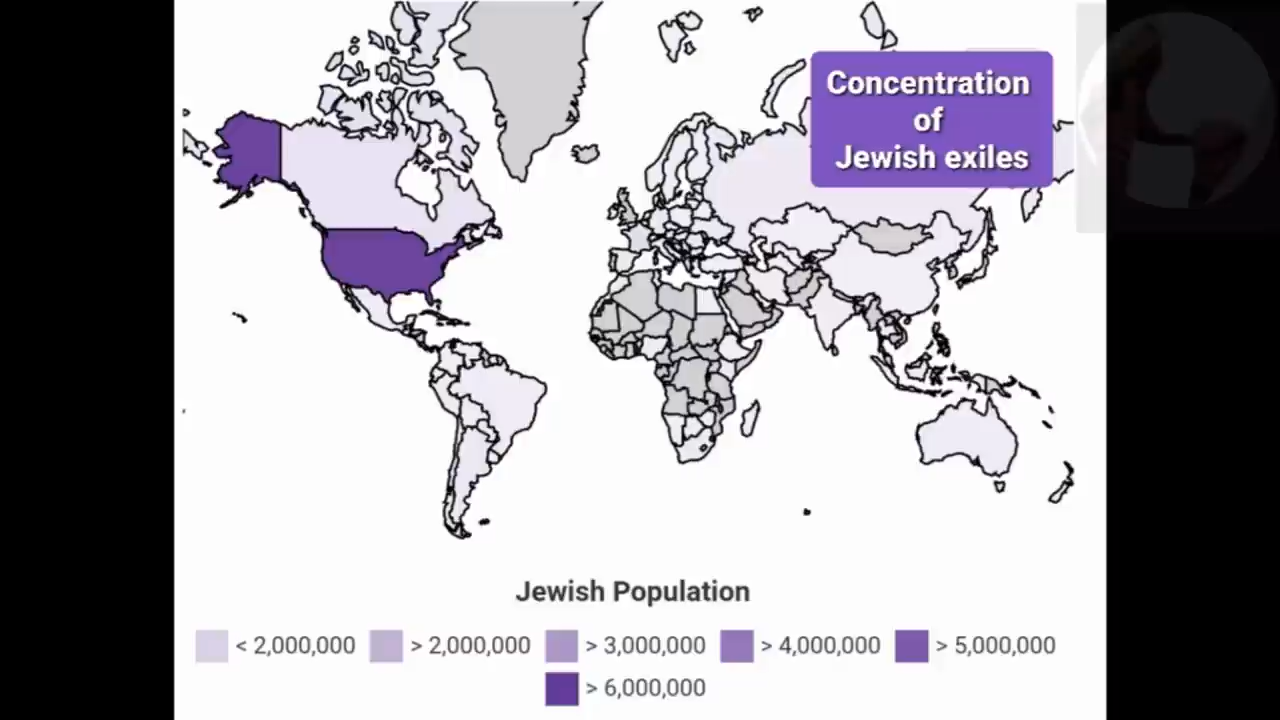 Concentration
of
Jewish exiles
Jewish Population
< 2,000,000 > 2,000,000 > 3,000,000 > 4,000,000 > 5,000,000
> 6,000,000